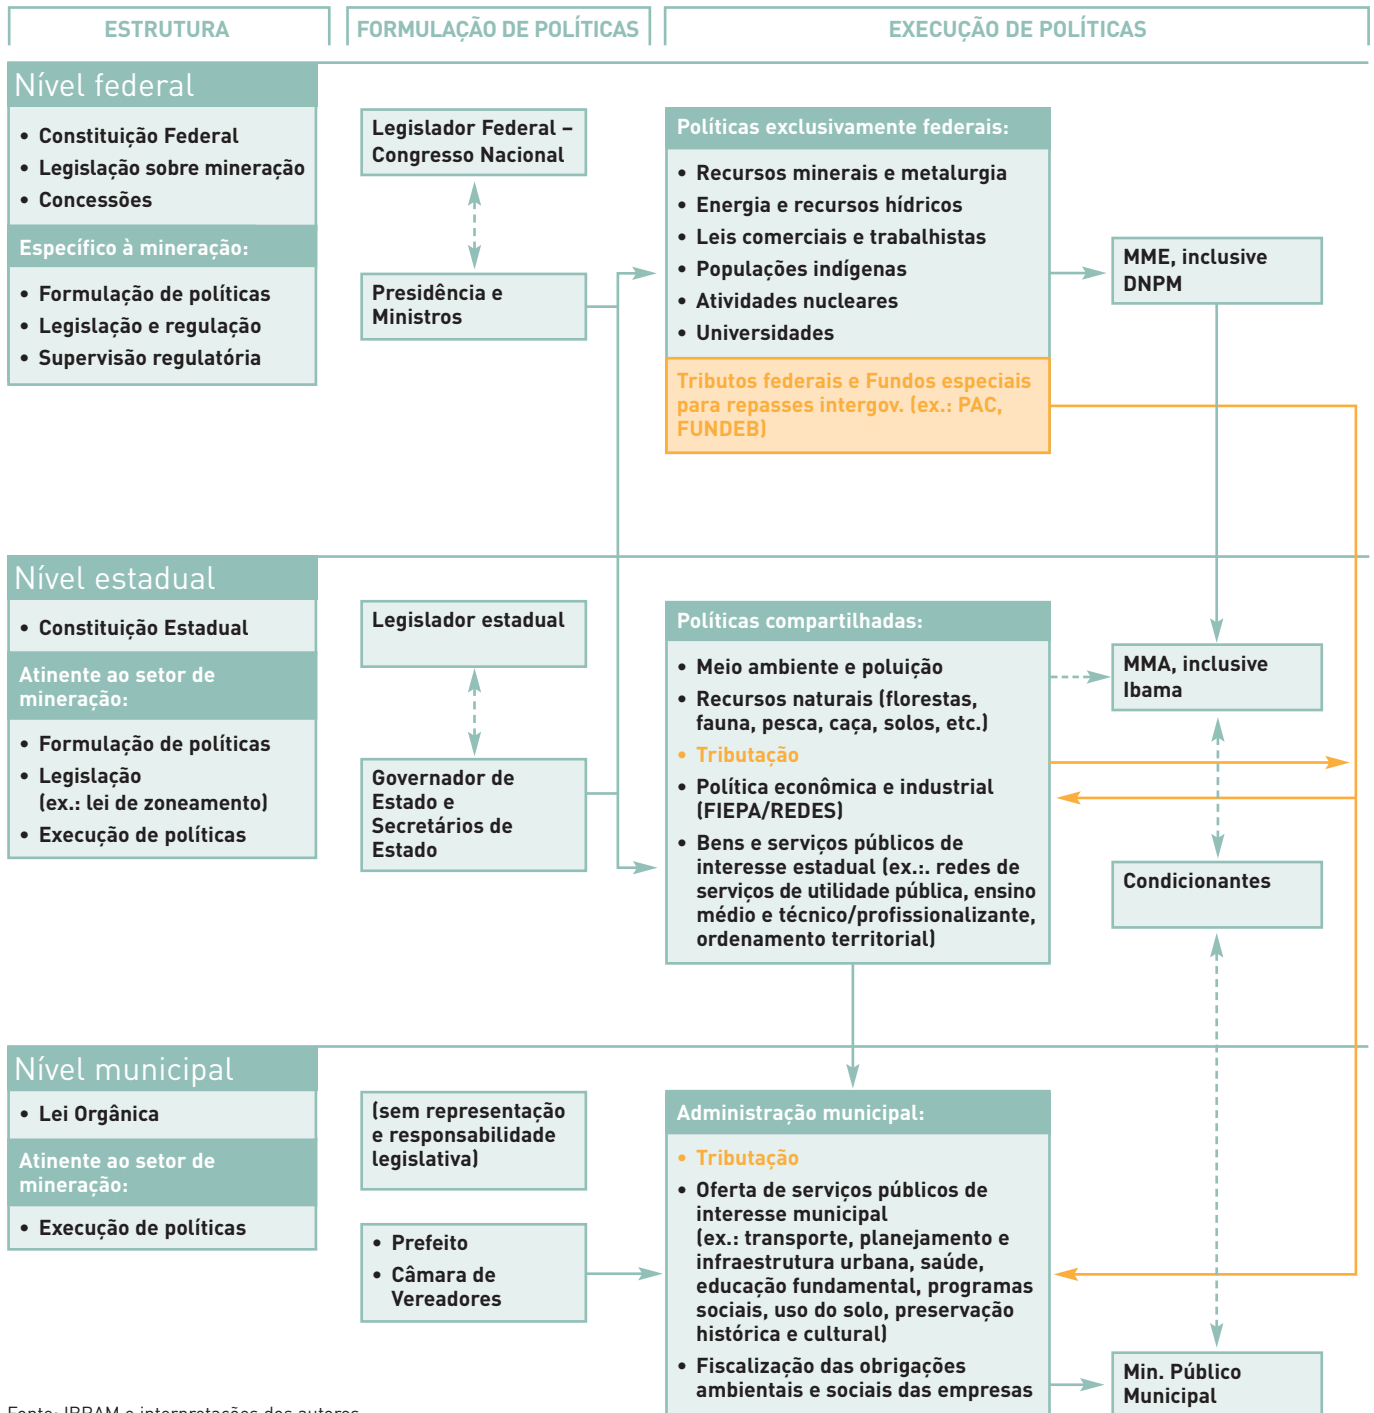 ESTRUTURA
FORMULAÇÃO DE POLÍTICAS
EXECUÇÃO DE POLÍTICAS
Nível federal
• Constituição Federal
• Legislação sobre mineração
• Concessões
Específico à mineração:
• Formulação de políticas
• Legislação e regulação
• Supervisão regulatória
Legislador Federal –
Congresso Nacional
Presidência e
Ministros
Políticas exclusivamente federais:
• Recursos minerais e metalurgia
• Energia e recursos hídricos
• Leis comerciais e trabalhistas
• Populações indígenas
• Atividades nucleares
• Universidades
Tributos federais e Fundos especiais
para repasses intergov. (ex.: PAC,
FUNDEB)
MME, inclusive
DNPM
Nível estadual
• Constituição Estadual
Atinente ao setor de
mineração:
• Formulação de políticas
• Legislação
(ex.: lei de zoneamento)
• Execução de políticas
Legislador estadual
Governador de
Estado e
Secretários de
Estado
Políticas compartilhadas:
• Meio ambiente e poluição
• Recursos naturais (florestas,
fauna, pesca, caça, solos, etc.)
• Tributação
• Política econômica e industrial
(FIEPA/REDES)
• Bens e serviços públicos de
interesse estadual (ex.:. redes de
serviços de utilidade pública, ensino
médio e técnico/profissionalizante,
ordenamento territorial)
MMA, inclusive
Ibama
Condicionantes
Nível municipal
• Lei Orgânica
Atinente ao setor de
mineração:
• Execução de políticas
(sem representação
e responsabilidade
legislativa)
• Prefeito
• Câmara de
Vereadores
Administração municipal:
• Tributação
• Oferta de serviços públicos de
interesse municipal
(ex.: transporte, planejamento e
infraestrutura urbana, saúde,
educação fundamental, programas
sociais, uso do solo, preservação
histórica e cultural)
• Fiscalização das obrigações
ambientais e sociais das empresas
Min. Público
Municipal
Fonte: IBRAM e interpretações dos autores